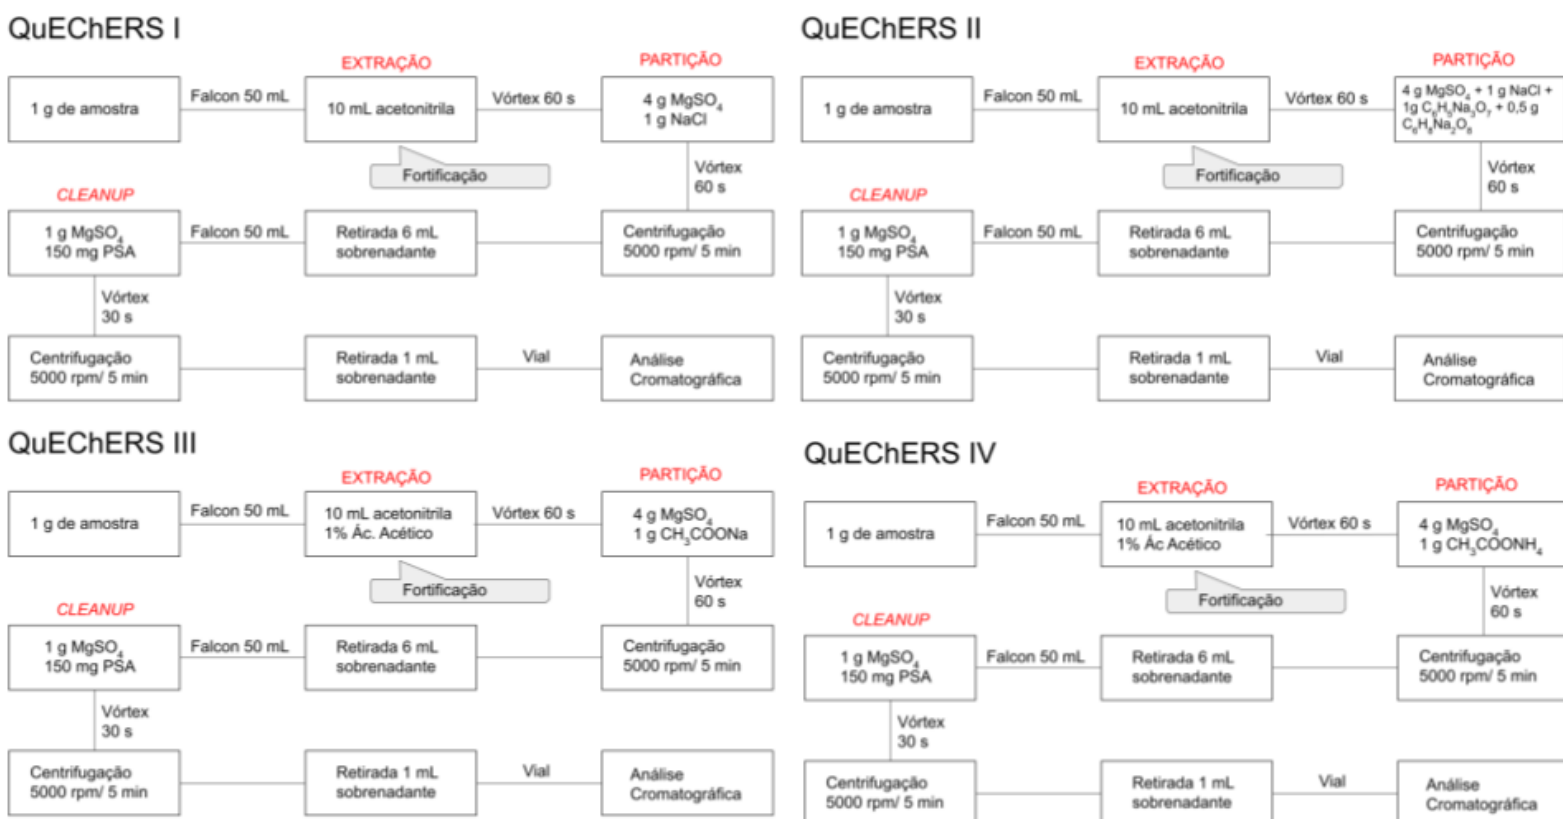 QuEChERS I
EXTRAÇÃO
PARTIÇÃO
1 g de amostra
Falcon 50 mL
10 mL acetonitrila
Vórtex 60 s
4 g MgSO₄
1 g NaCl
Fortificação
Vórtex
60 s
CLEANUP
1 g MgSO₄
150 mg PSA
Falcon 50 mL
Retirada 6 mL
sobrenadante
Centrifugação
5000 rpm/ 5 min
Vórtex
30 s
Centrifugação
5000 rpm/ 5 min
Retirada 1 mL
sobrenadante
Vial
Análise
Cromatográfica
QuEChERS II
EXTRAÇÃO
PARTIÇÃO
1 g de amostra
Falcon 50 mL
10 mL acetonitrila
Vórtex 60 s
4 g MgSO₄ + 1 g NaCl +
1g C₆H₅Na₃O₇ + 0,5 g
C₆H₈Na₂O₈
Fortificação
Vórtex
60 s
CLEANUP
1 g MgSO₄
150 mg PSA
Falcon 50 mL
Retirada 6 mL
sobrenadante
Centrifugação
5000 rpm/ 5 min
Vórtex
30 s
Centrifugação
5000 rpm/ 5 min
Retirada 1 mL
sobrenadante
Vial
Análise
Cromatográfica
QuEChERS III
EXTRAÇÃO
PARTIÇÃO
1 g de amostra
Falcon 50 mL
10 mL acetonitrila
1% Ác. Acético
Vórtex 60 s
4 g MgSO₄
1 g CH₃COONa
Fortificação
Vórtex
60 s
CLEANUP
1 g MgSO₄
150 mg PSA
Falcon 50 mL
Retirada 6 mL
sobrenadante
Centrifugação
5000 rpm/ 5 min
Vórtex
30 s
Centrifugação
5000 rpm/ 5 min
Retirada 1 mL
sobrenadante
Vial
Análise
Cromatográfica
QuEChERS IV
EXTRAÇÃO
PARTIÇÃO
1 g de amostra
Falcon 50 mL
10 mL acetonitrila
1% Ác Acético
Vórtex 60 s
4 g MgSO₄
1 g CH₃COONH₄
Fortificação
Vórtex
60 s
CLEANUP
1 g MgSO₄
150 mg PSA
Falcon 50 mL
Retirada 6 mL
sobrenadante
Centrifugação
5000 rpm/ 5 min
Vórtex
30 s
Centrifugação
5000 rpm/ 5 min
Retirada 1 mL
sobrenadante
Vial
Análise
Cromatográfica